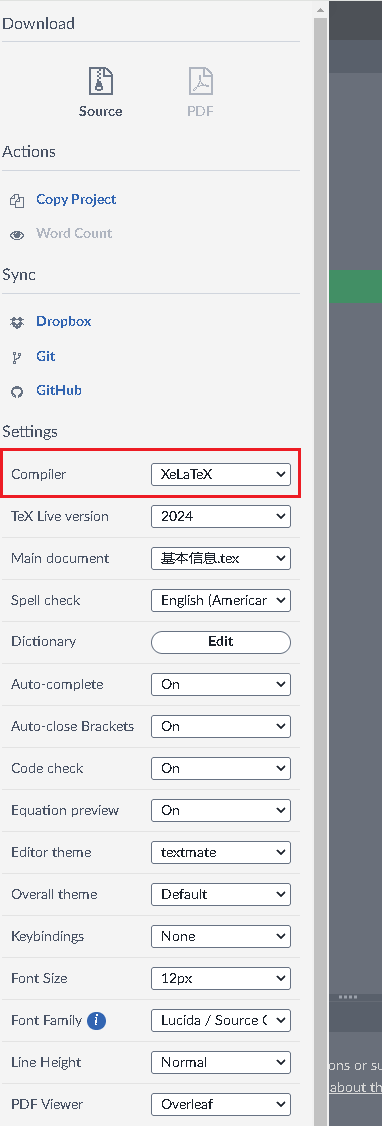 Download
Source
PDF
Actions
Copy Project
Word Count
Sync
Dropbox
Git
GitHub
Settings
Compiler XeLaTeX
TeX Live version 2024
Main document 基本信息.tex
Spell check English (American
Dictionary Edit
Auto-complete On
Auto-close Brackets On
Code check On
Equation preview On
Editor theme textmate
Overall theme Default
Keybindings None
Font Size 12px
Font Family i Lucida / Source C
Line Height Normal
ons or su
about th
PDF Viewer Overleaf